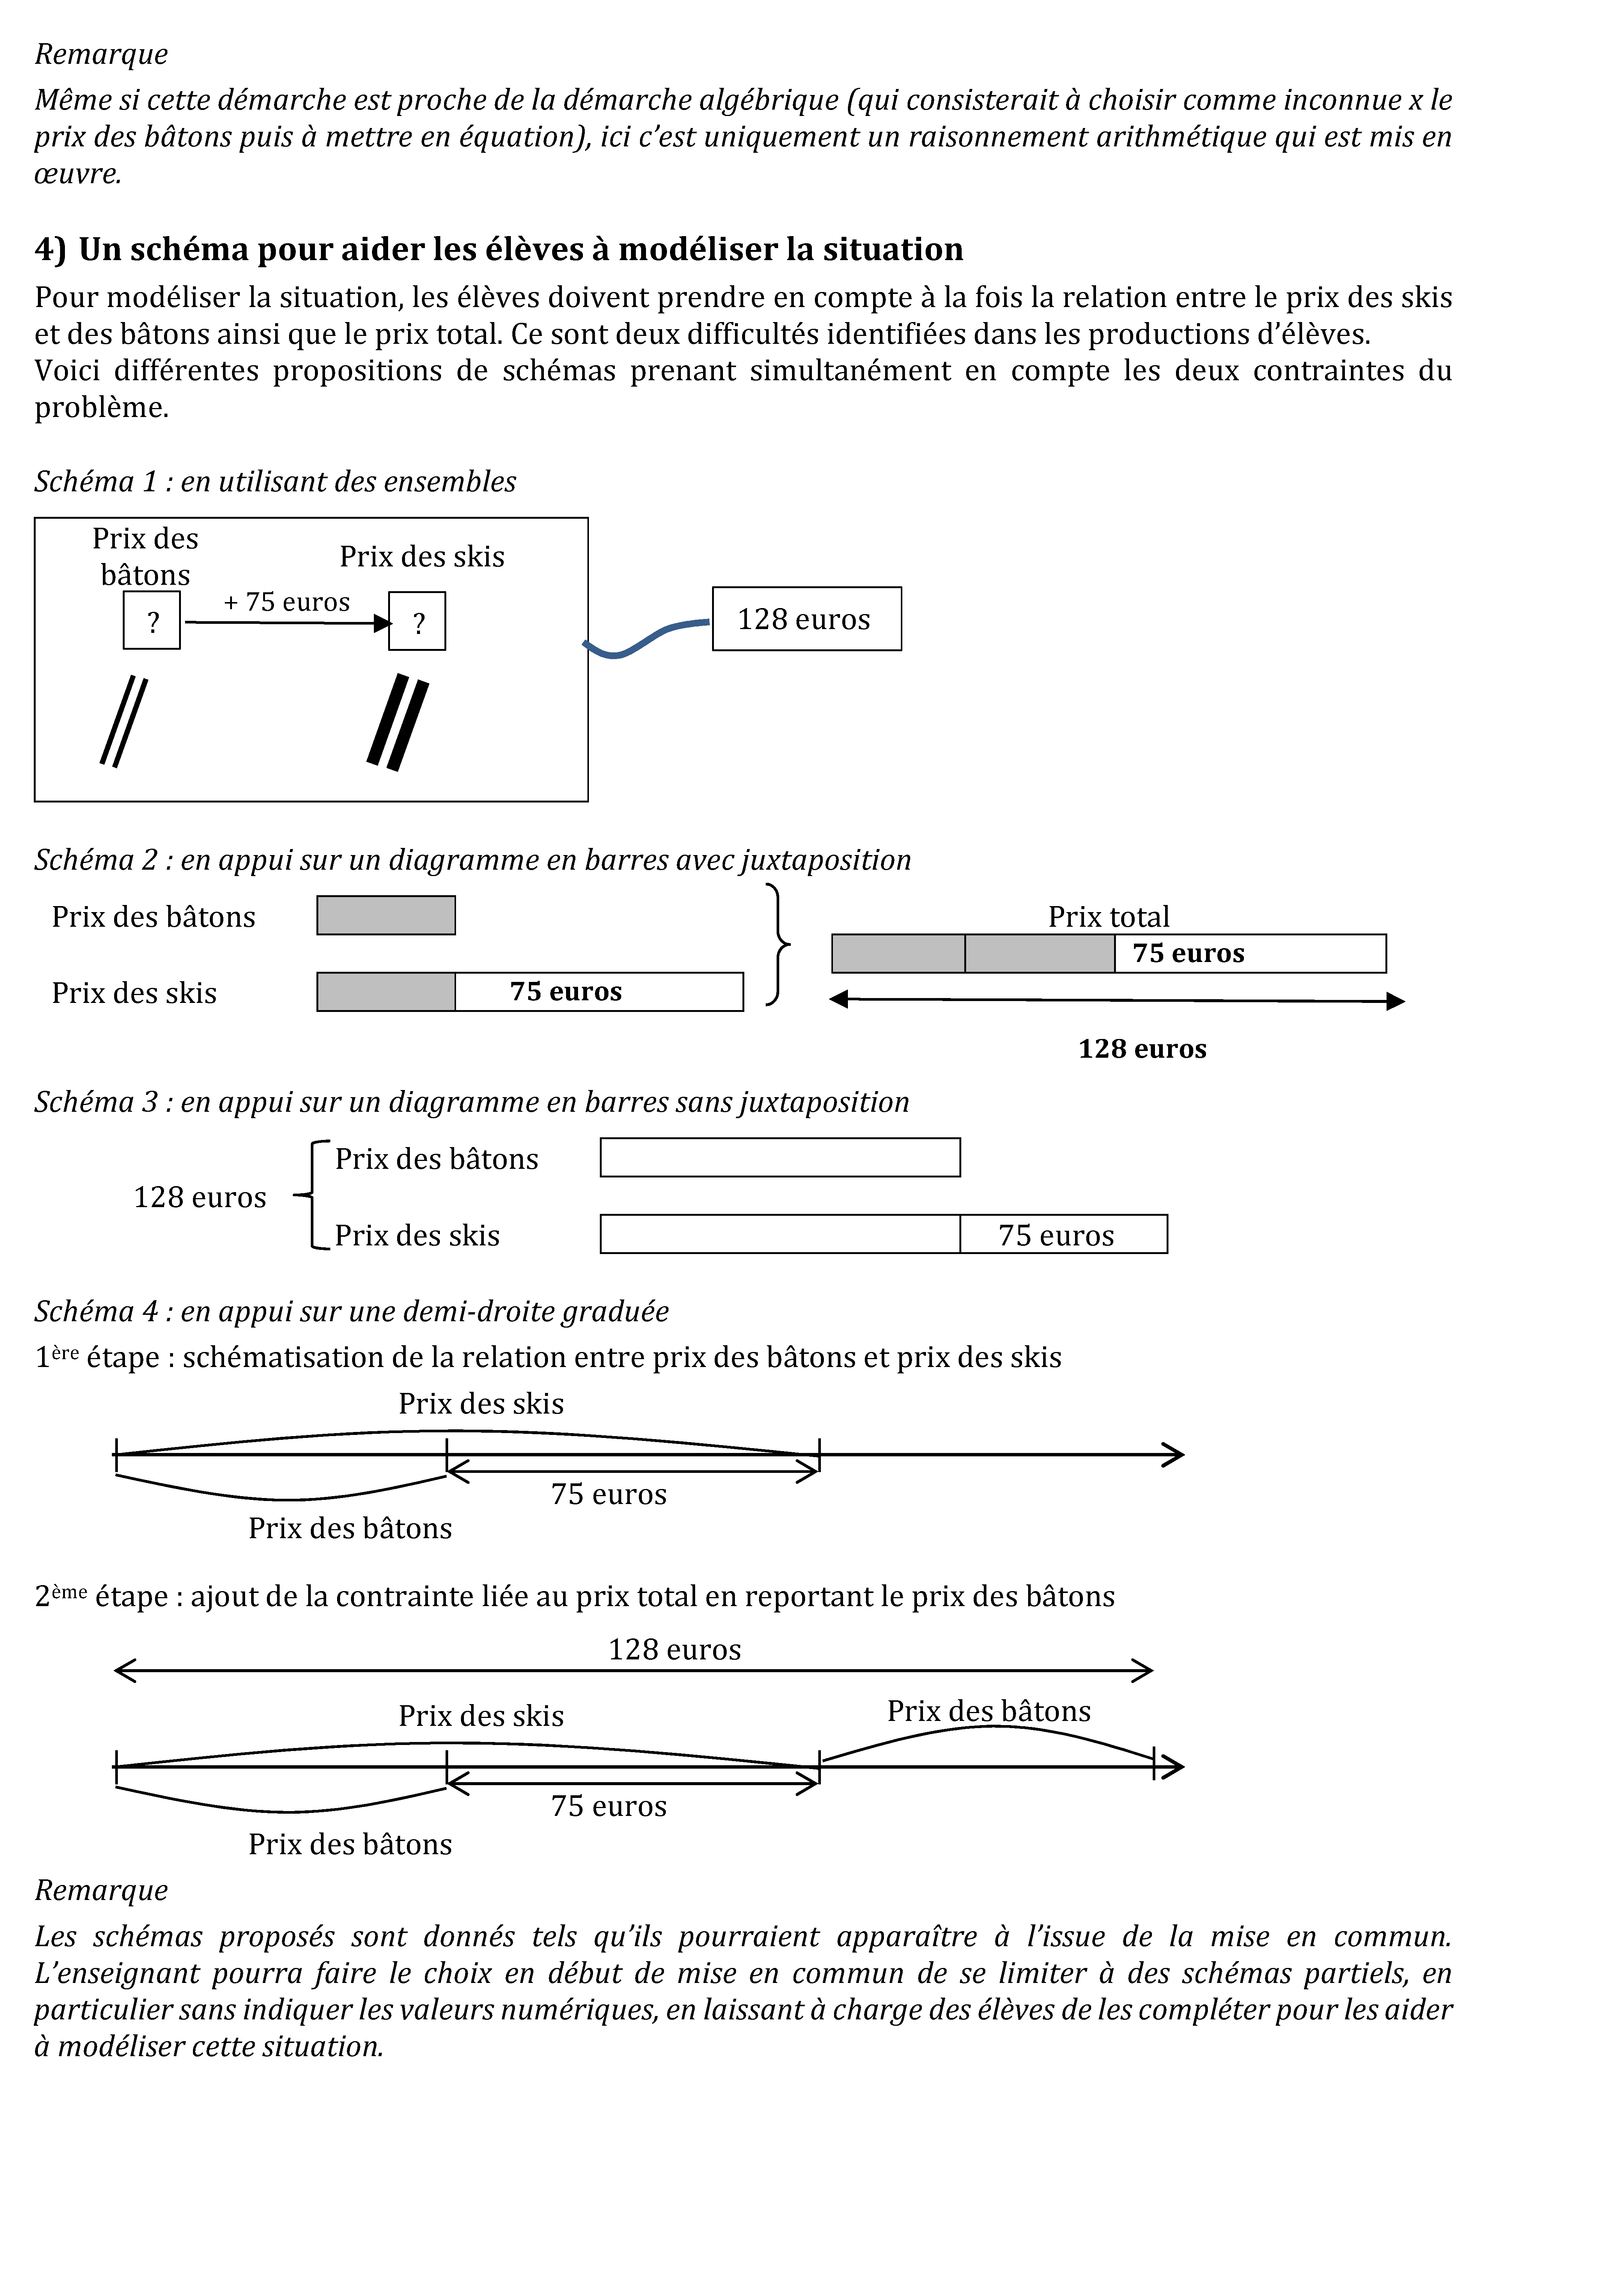 Remarque
Même si cette démarche est proche de la démarche algébrique (qui consisterait à choisir comme inconnue x le
prix des bâtons puis à mettre en équation), ici c’est uniquement un raisonnement arithmétique qui est mis en
œuvre.
4) Un schéma pour aider les élèves à modéliser la situation
Pour modéliser la situation, les élèves doivent prendre en compte à la fois la relation entre le prix des skis
et des bâtons ainsi que le prix total. Ce sont deux difficultés identifiées dans les productions d’élèves.
Voici différentes propositions de schémas prenant simultanément en compte les deux contraintes du
problème.
Schéma 1 : en utilisant des ensembles
Prix des
bâtons
Prix des skis
+ 75 euros
?
?
128 euros
Schéma 2 : en appui sur un diagramme en barres avec juxtaposition
Prix des bâtons
Prix des skis
75 euros
Prix total
75 euros
128 euros
Schéma 3 : en appui sur un diagramme en barres sans juxtaposition
128 euros
Prix des bâtons
Prix des skis
75 euros
Schéma 4 : en appui sur une demi-droite graduée
1ère étape : schématisation de la relation entre prix des bâtons et prix des skis
Prix des skis
75 euros
Prix des bâtons
2ème étape : ajout de la contrainte liée au prix total en reportant le prix des bâtons
128 euros
Prix des skis
Prix des bâtons
75 euros
Prix des bâtons
Remarque
Les schémas proposés sont donnés tels qu’ils pourraient apparaître à l’issue de la mise en commun.
L’enseignant pourra faire le choix en début de mise en commun de se limiter à des schémas partiels, en
particulier sans indiquer les valeurs numériques, en laissant à charge des élèves de les compléter pour les aider
à modéliser cette situation.